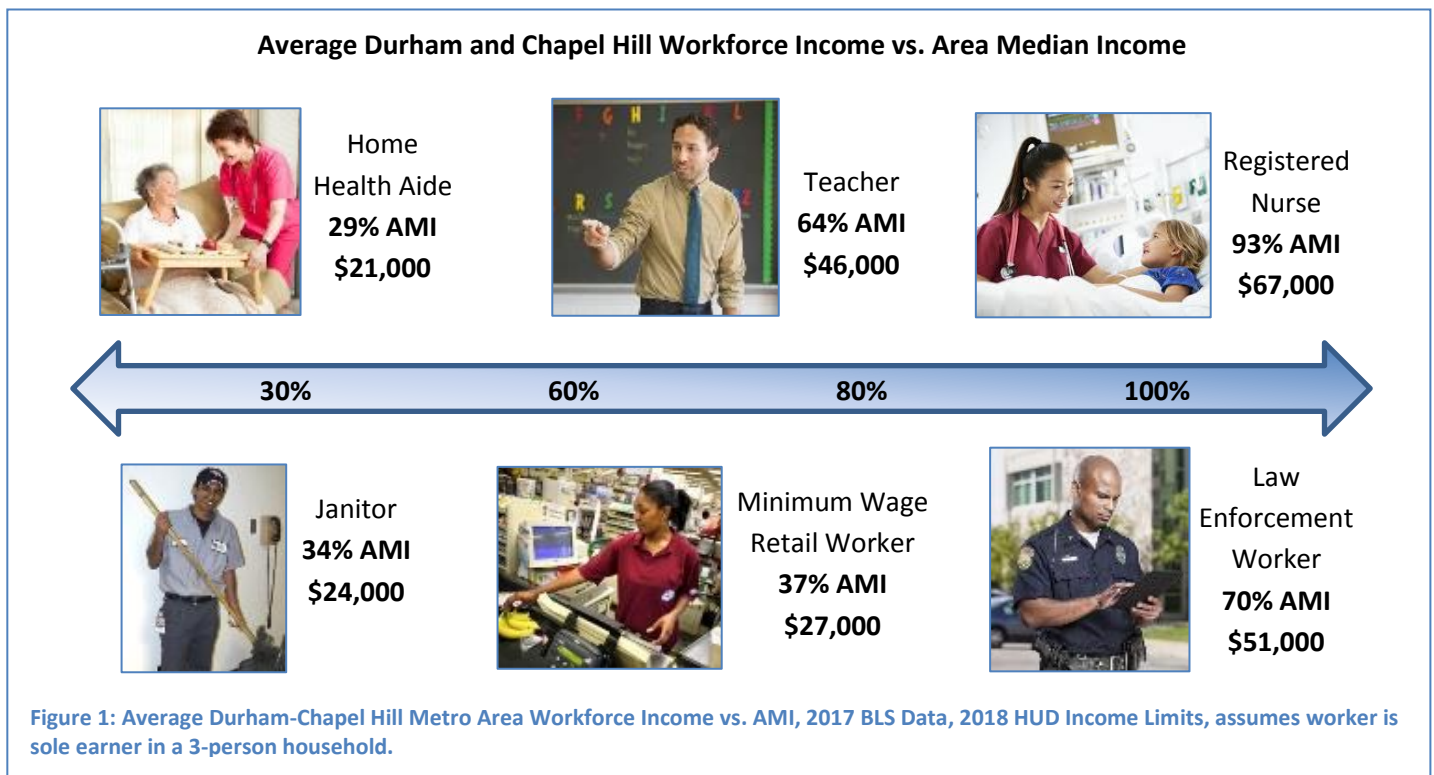 Average Durham and Chapel Hill Workforce Income vs. Area Median Income
Home
Health Aide
29% AMI
$21,000
Teacher
64% AMI
$46,000
Registered
Nurse
93% AMI
$67,000
30%
60%
80%
100%
Janitor
34% AMI
$24,000
Minimum Wage
Retail Worker
37% AMI
$27,000
Law
Enforcement
Worker
70% AMI
$51,000
Figure 1: Average Durham-Chapel Hill Metro Area Workforce Income vs. AMI, 2017 BLS Data, 2018 HUD Income Limits, assumes worker is
sole earner in a 3-person household.